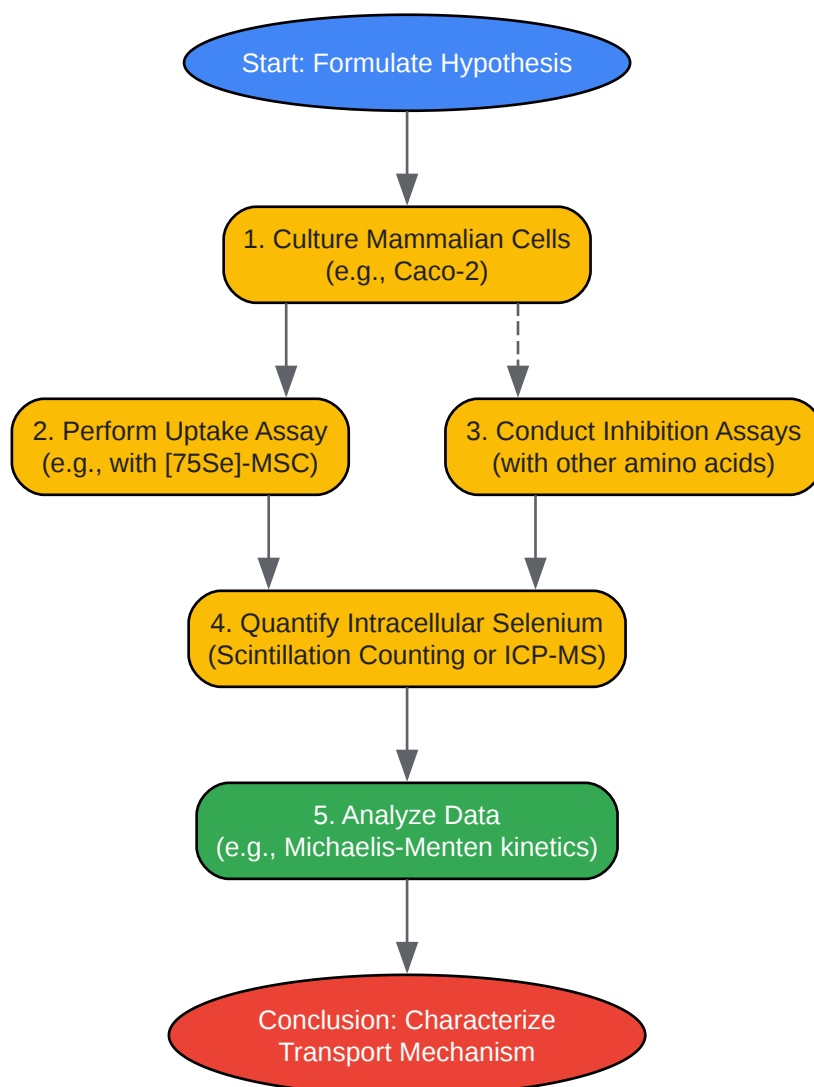 Start: Formulate Hypothesis
1. Culture Mammalian Cells
(e.g., Caco-2)
2. Perform Uptake Assay
(e.g., with [75Se]-MSC)
3. Conduct Inhibition Assays
(with other amino acids)
4. Quantify Intracellular Selenium
(Scintillation Counting or ICP-MS)
5. Analyze Data
(e.g., Michaelis-Menten kinetics)
Conclusion: Characterize
Transport Mechanism